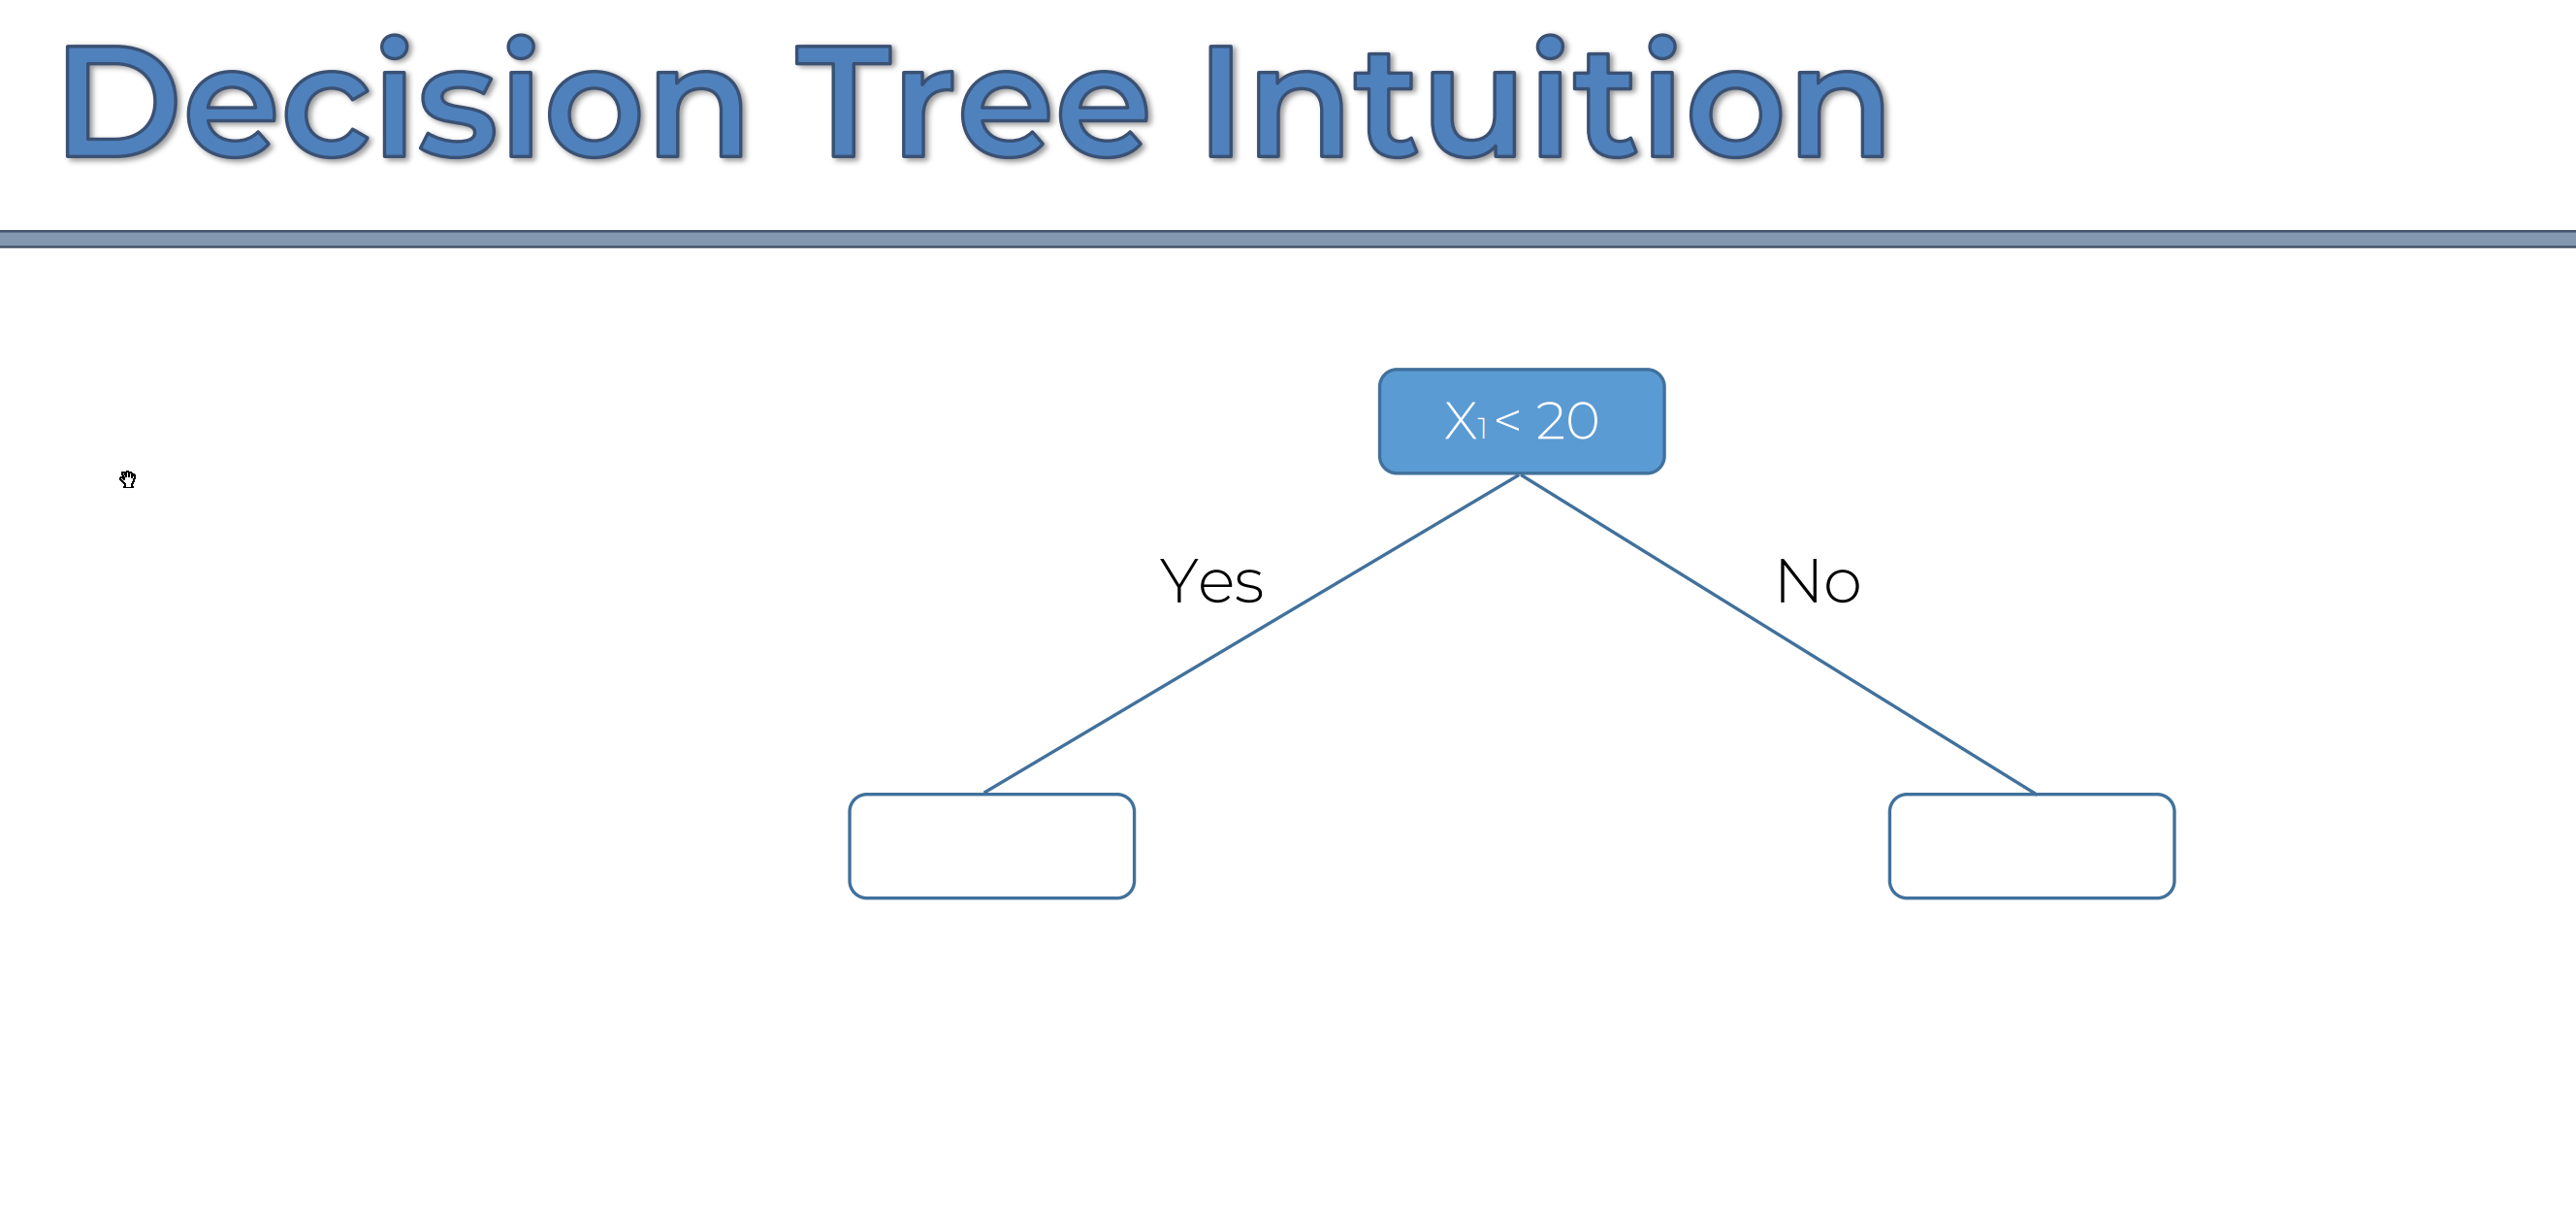 Decision Tree Intuition
X₁ < 20
Yes
No